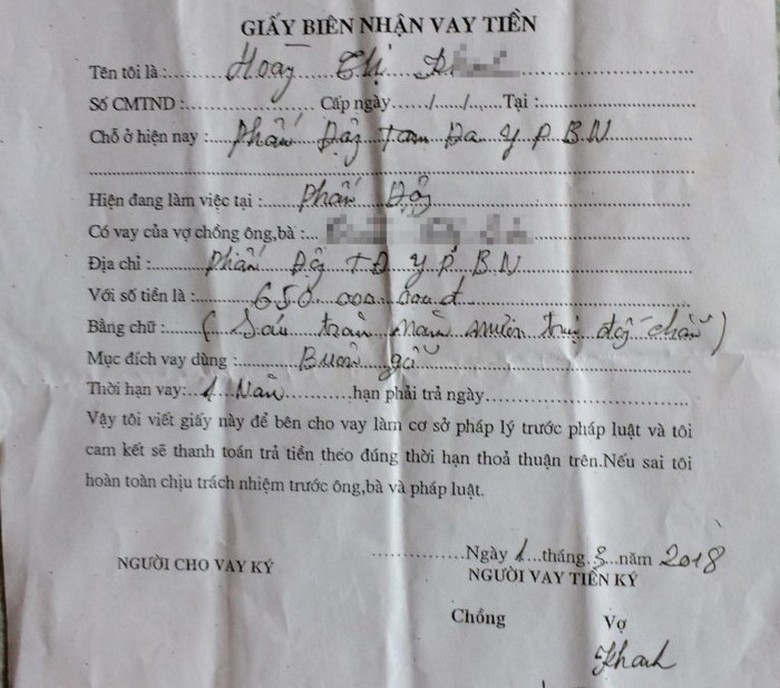 GIẤY BIÊN NHẬN VAY TIỀN
Tên tôi là :.....Hoàng Thị.....
Số CMTND :.................... Cấp ngày....../....../....... Tại :....................
Chỗ ở hiện nay : Phấn Động Tam Đa Y P. B N
Hiện đang làm việc tại : Phấn Động
Có vay của vợ chồng ông,bà :
Địa chỉ : Phấn Động T Đ Y P. B N
Với số tiền là : 650.000.000đ
Bằng chữ : ( Sáu trăm Năm mươi triệu đồng chẵn )
Mục đích vay dùng : Buôn gỗ
Thời hạn vay: 1 Năm ..........hạn phải trả ngày..............................
Vậy tôi viết giấy này để bên cho vay làm cơ sở pháp lý trước pháp luật và tôi
cam kết sẽ thanh toán trả tiền theo đúng thời hạn thoả thuận trên.Nếu sai tôi
hoàn toàn chịu trách nhiệm trước ông,bà và pháp luật.
...................Ngày 1...tháng.3...năm 2018
NGƯỜI CHO VAY KÝ NGƯỜI VAY TIỀN KÝ
Chồng Vợ